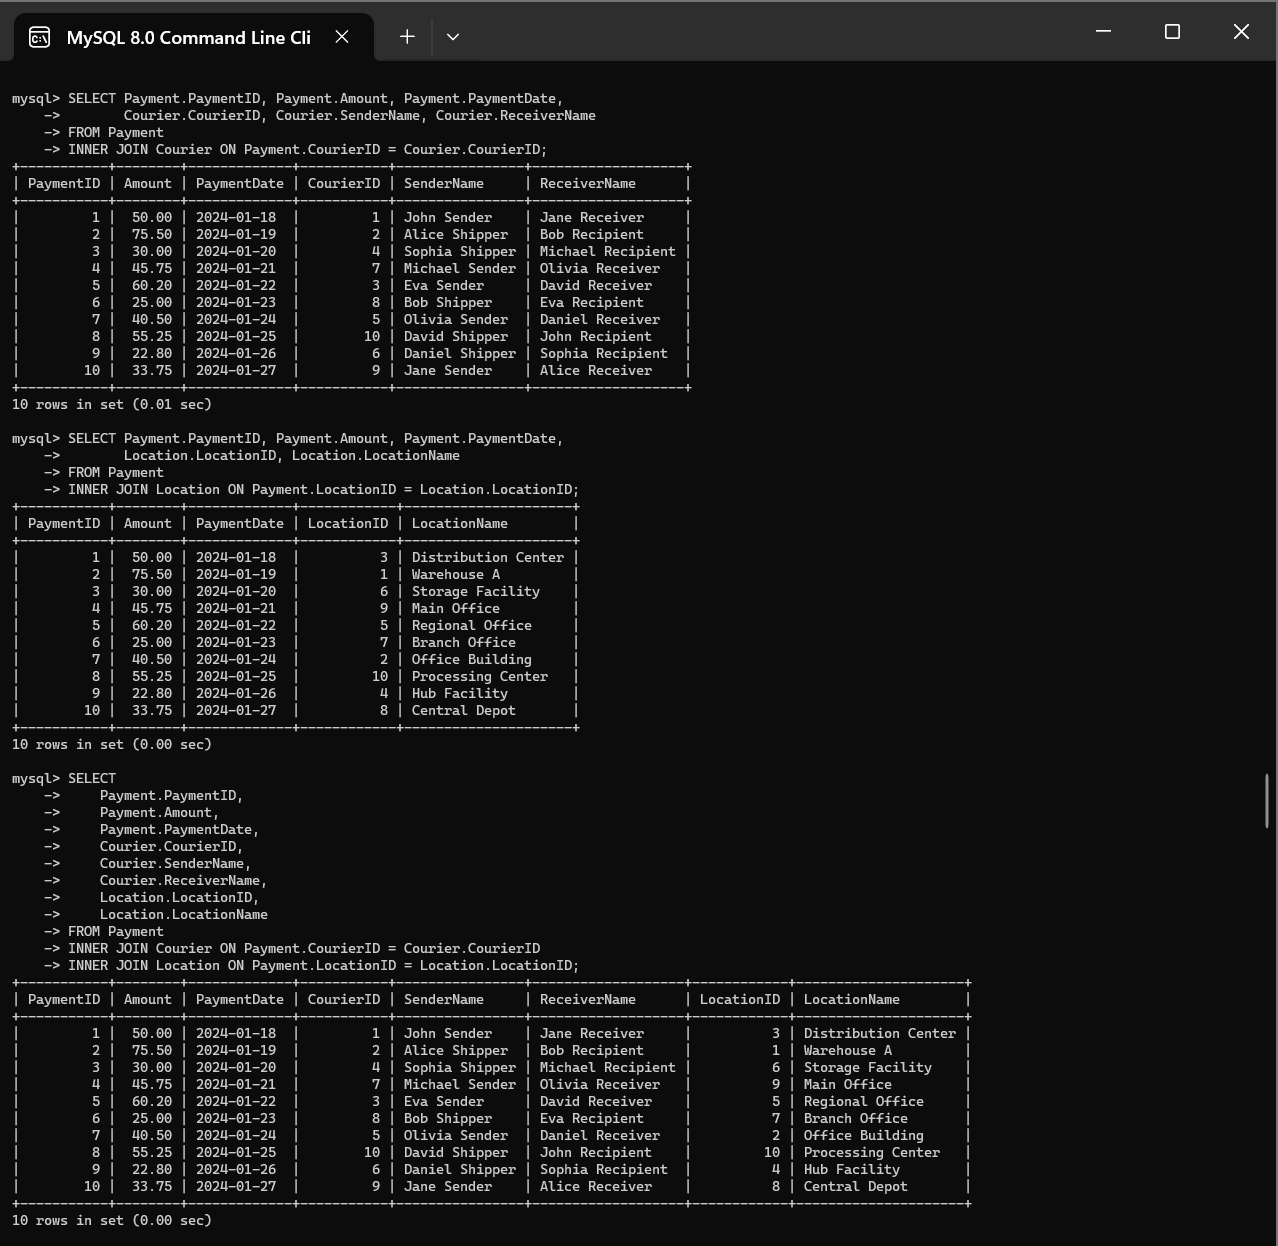 MySQL 8.0 Command Line Cli
mysql> SELECT Payment.PaymentID, Payment.Amount, Payment.PaymentDate,
    ->        Courier.CourierID, Courier.SenderName, Courier.ReceiverName
    -> FROM Payment
    -> INNER JOIN Courier ON Payment.CourierID = Courier.CourierID;
+-----------+--------+-------------+-----------+----------------+-------------------+
| PaymentID | Amount | PaymentDate | CourierID | SenderName     | ReceiverName      |
+-----------+--------+-------------+-----------+----------------+-------------------+
|         1 |  50.00 | 2024-01-18  |         1 | John Sender    | Jane Receiver     |
|         2 |  75.50 | 2024-01-19  |         2 | Alice Shipper  | Bob Recipient     |
|         3 |  30.00 | 2024-01-20  |         4 | Sophia Shipper | Michael Recipient |
|         4 |  45.75 | 2024-01-21  |         7 | Michael Sender | Olivia Receiver   |
|         5 |  60.20 | 2024-01-22  |         3 | Eva Sender     | David Receiver    |
|         6 |  25.00 | 2024-01-23  |         8 | Bob Shipper    | Eva Recipient     |
|         7 |  40.50 | 2024-01-24  |         5 | Olivia Sender  | Daniel Receiver   |
|         8 |  55.25 | 2024-01-25  |        10 | David Shipper  | John Recipient    |
|         9 |  22.80 | 2024-01-26  |         6 | Daniel Shipper | Sophia Recipient  |
|        10 |  33.75 | 2024-01-27  |         9 | Jane Sender    | Alice Receiver    |
+-----------+--------+-------------+-----------+----------------+-------------------+
10 rows in set (0.01 sec)
mysql> SELECT Payment.PaymentID, Payment.Amount, Payment.PaymentDate,
    ->        Location.LocationID, Location.LocationName
    -> FROM Payment
    -> INNER JOIN Location ON Payment.LocationID = Location.LocationID;
+-----------+--------+-------------+------------+---------------------+
| PaymentID | Amount | PaymentDate | LocationID | LocationName        |
+-----------+--------+-------------+------------+---------------------+
|         1 |  50.00 | 2024-01-18  |          3 | Distribution Center |
|         2 |  75.50 | 2024-01-19  |          1 | Warehouse A         |
|         3 |  30.00 | 2024-01-20  |          6 | Storage Facility    |
|         4 |  45.75 | 2024-01-21  |          9 | Main Office         |
|         5 |  60.20 | 2024-01-22  |          5 | Regional Office     |
|         6 |  25.00 | 2024-01-23  |          7 | Branch Office       |
|         7 |  40.50 | 2024-01-24  |          2 | Office Building     |
|         8 |  55.25 | 2024-01-25  |         10 | Processing Center   |
|         9 |  22.80 | 2024-01-26  |          4 | Hub Facility        |
|        10 |  33.75 | 2024-01-27  |          8 | Central Depot       |
+-----------+--------+-------------+------------+---------------------+
10 rows in set (0.00 sec)
mysql> SELECT
    ->     Payment.PaymentID,
    ->     Payment.Amount,
    ->     Payment.PaymentDate,
    ->     Courier.CourierID,
    ->     Courier.SenderName,
    ->     Courier.ReceiverName,
    ->     Location.LocationID,
    ->     Location.LocationName
    -> FROM Payment
    -> INNER JOIN Courier ON Payment.CourierID = Courier.CourierID
    -> INNER JOIN Location ON Payment.LocationID = Location.LocationID;
+-----------+--------+-------------+-----------+----------------+-------------------+------------+---------------------+
| PaymentID | Amount | PaymentDate | CourierID | SenderName     | ReceiverName      | LocationID | LocationName        |
+-----------+--------+-------------+-----------+----------------+-------------------+------------+---------------------+
|         1 |  50.00 | 2024-01-18  |         1 | John Sender    | Jane Receiver     |          3 | Distribution Center |
|         2 |  75.50 | 2024-01-19  |         2 | Alice Shipper  | Bob Recipient     |          1 | Warehouse A         |
|         3 |  30.00 | 2024-01-20  |         4 | Sophia Shipper | Michael Recipient |          6 | Storage Facility    |
|         4 |  45.75 | 2024-01-21  |         7 | Michael Sender | Olivia Receiver   |          9 | Main Office         |
|         5 |  60.20 | 2024-01-22  |         3 | Eva Sender     | David Receiver    |          5 | Regional Office     |
|         6 |  25.00 | 2024-01-23  |         8 | Bob Shipper    | Eva Recipient     |          7 | Branch Office       |
|         7 |  40.50 | 2024-01-24  |         5 | Olivia Sender  | Daniel Receiver   |          2 | Office Building     |
|         8 |  55.25 | 2024-01-25  |        10 | David Shipper  | John Recipient    |         10 | Processing Center   |
|         9 |  22.80 | 2024-01-26  |         6 | Daniel Shipper | Sophia Recipient  |          4 | Hub Facility        |
|        10 |  33.75 | 2024-01-27  |         9 | Jane Sender    | Alice Receiver    |          8 | Central Depot       |
+-----------+--------+-------------+-----------+----------------+-------------------+------------+---------------------+
10 rows in set (0.00 sec)